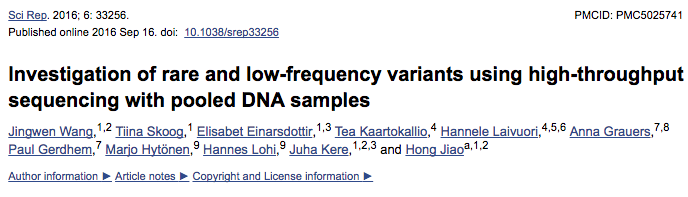 Sci Rep. 2016; 6: 33256. PMCID: PMC5025741
Published online 2016 Sep 16. doi: 10.1038/srep33256
Investigation of rare and low-frequency variants using high-throughput
sequencing with pooled DNA samples
Jingwen Wang,1,2 Tiina Skoog,1 Elisabet Einarsdottir,1,3 Tea Kaartokallio,4 Hannele Laivuori,4,5,6 Anna Grauers,7,8
Paul Gerdhem,7 Marjo Hytönen,9 Hannes Lohi,9 Juha Kere,1,2,3 and Hong Jiaoa,1,2
Author information ► Article notes ► Copyright and License information ►